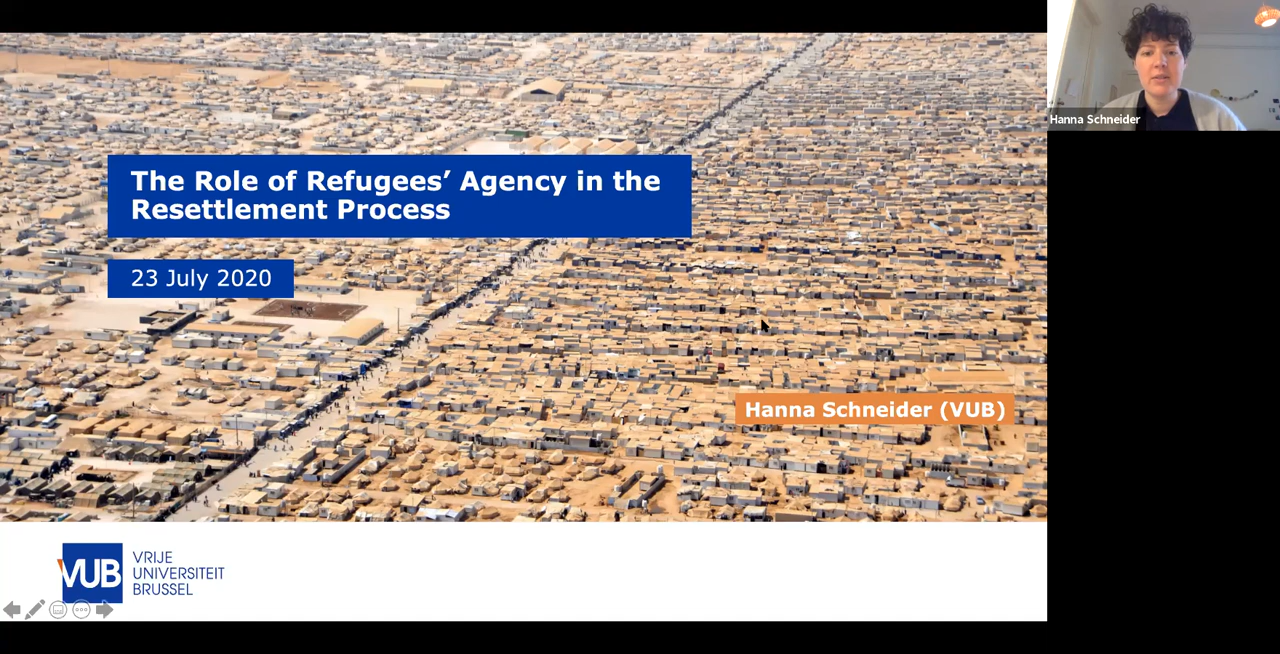 The Role of Refugees’ Agency in the
Resettlement Process
23 July 2020
Hanna Schneider (VUB)
VUB
VRIJE
UNIVERSITEIT
BRUSSEL
Hanna Schneider